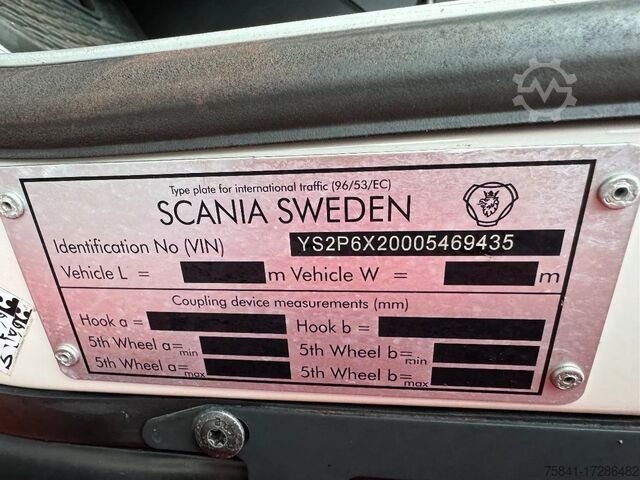 Type plate for international traffic (96/53/EC)
SCANIA SWEDEN
Identification No (VIN) YS2P6X20005469435
Vehicle L = m Vehicle W = m
Coupling device measurements (mm)
Hook a = Hook b =
5th Wheel a= min 5th Wheel b= min
5th Wheel a= max 5th Wheel b= max
75841-17286482